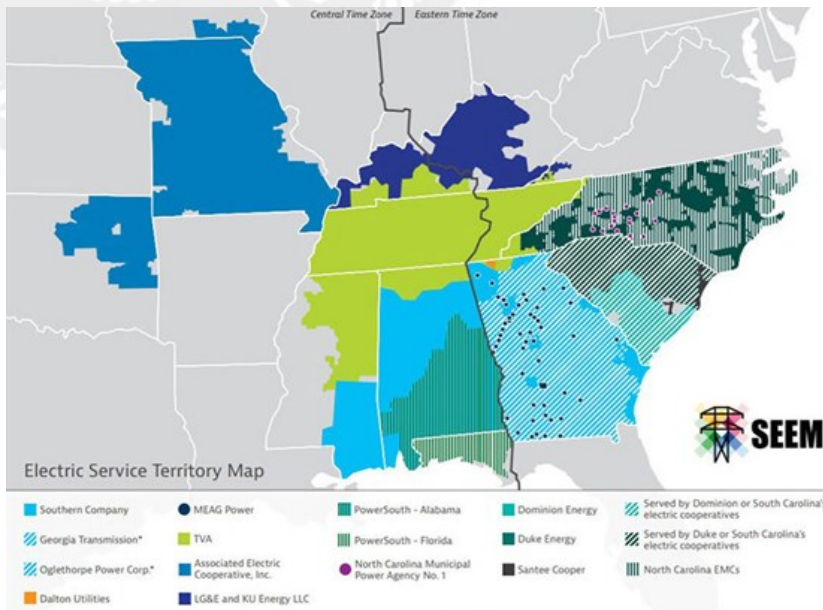 Central Time Zone
Eastern Time Zone
SEEM
Electric Service Territory Map
Southern Company
Georgia Transmission*
Oglethorpe Power Corp.*
Dalton Utilities
MEAG Power
TVA
Associated Electric
Cooperative, Inc.
LG&E and KU Energy LLC
PowerSouth - Alabama
PowerSouth - Florida
North Carolina Municipal
Power Agency No. 1
Dominion Energy
Duke Energy
Santee Cooper
Served by Dominion or South Carolina's
electric cooperatives
Served by Duke or South Carolina's
electric cooperatives
North Carolina EMCs